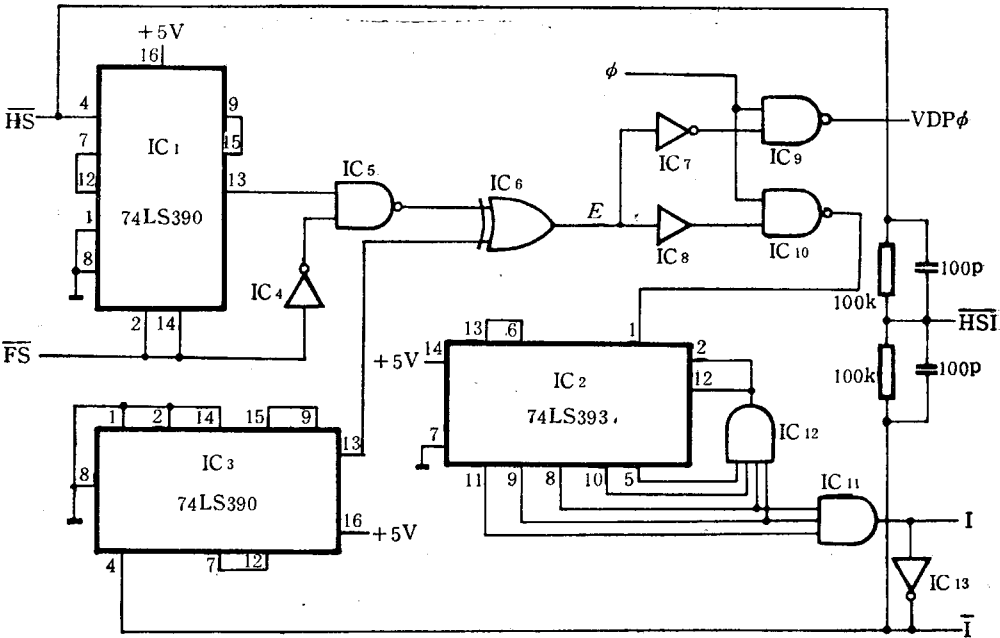 +5V
16
H̅S̅
4
9
7
IC1
15
12
13
1
74LS390
8
2
14
F̅S̅
IC4
IC5
IC6
E
ϕ
IC7
IC8
IC9
VDPϕ
IC10
100k
100p
H̅S̅I̅
100k
100p
13
6
1
+5V
14
2
IC2
12
74LS393
7
IC12
11
9
8
10
5
IC11
I
IC13
I̅
1
2
14
15
9
13
IC3
8
74LS390
16
+5V
4
7
12